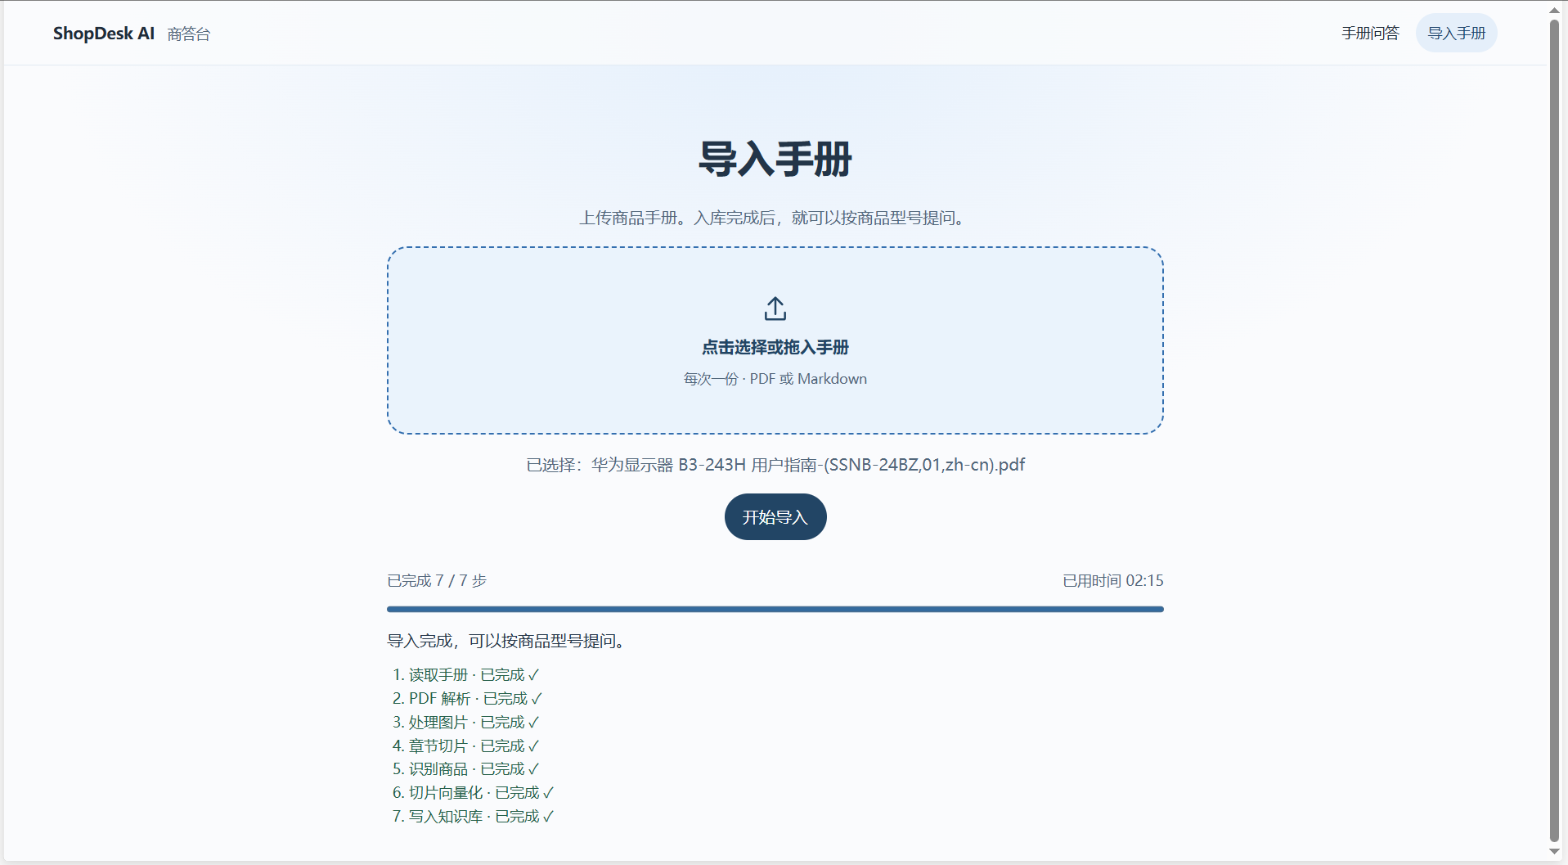 ShopDesk AI 商答台 手册问答 导入手册
导入手册
上传商品手册。入库完成后，就可以按商品型号提问。
点击选择或拖入手册
每次一份 · PDF 或 Markdown
已选择：华为显示器 B3-243H 用户指南-(SSNB-24BZ,01,zh-cn).pdf
开始导入
已完成 7 / 7 步 已用时间 02:15
导入完成，可以按商品型号提问。
1. 读取手册 · 已完成 ✓
2. PDF 解析 · 已完成 ✓
3. 处理图片 · 已完成 ✓
4. 章节切片 · 已完成 ✓
5. 识别商品 · 已完成 ✓
6. 切片向量化 · 已完成 ✓
7. 写入知识库 · 已完成 ✓